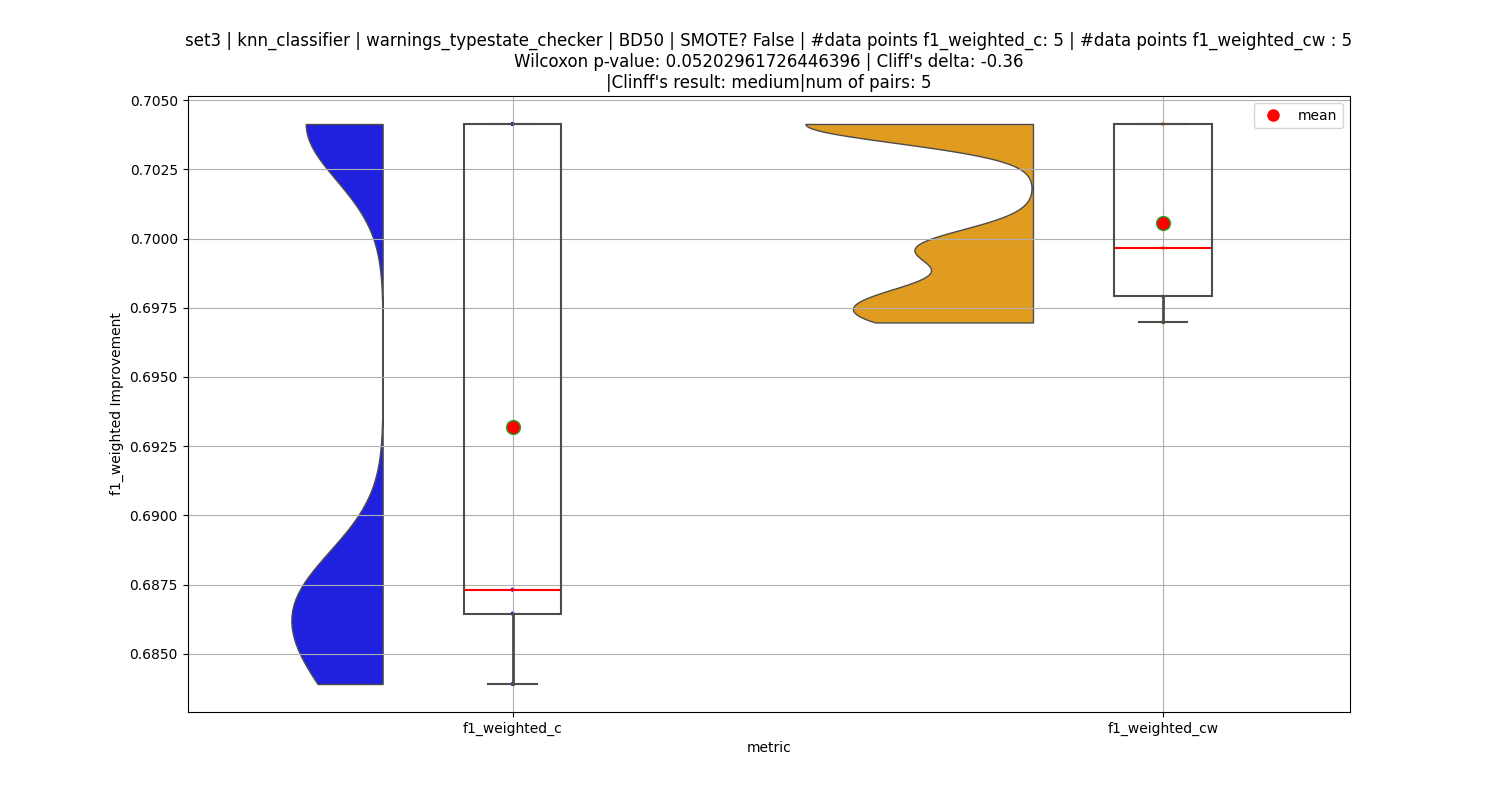 set3 | knn_classifier | warnings_typestate_checker | BD50 | SMOTE? False | #data points f1_weighted_c: 5 | #data points f1_weighted_cw : 5
Wilcoxon p-value: 0.05202961726446396 | Cliff's delta: -0.36
|Clinff's result: medium|num of pairs: 5
0.7050
0.7025
0.7000
0.6975
0.6950
0.6925
0.6900
0.6875
0.6850
f1_weighted Improvement
mean
f1_weighted_c
f1_weighted_cw
metric